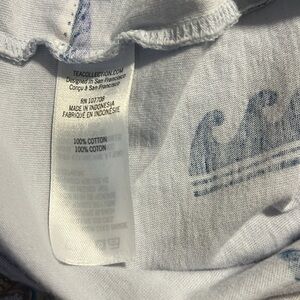 TEACOLLECTION.COM
Designed in San Francisco
Conçu à San Francisco
RN 107708
MADE IN INDONESIA
FABRIQUÉ EN INDONÉSIE
100% COTTON
100% COTON